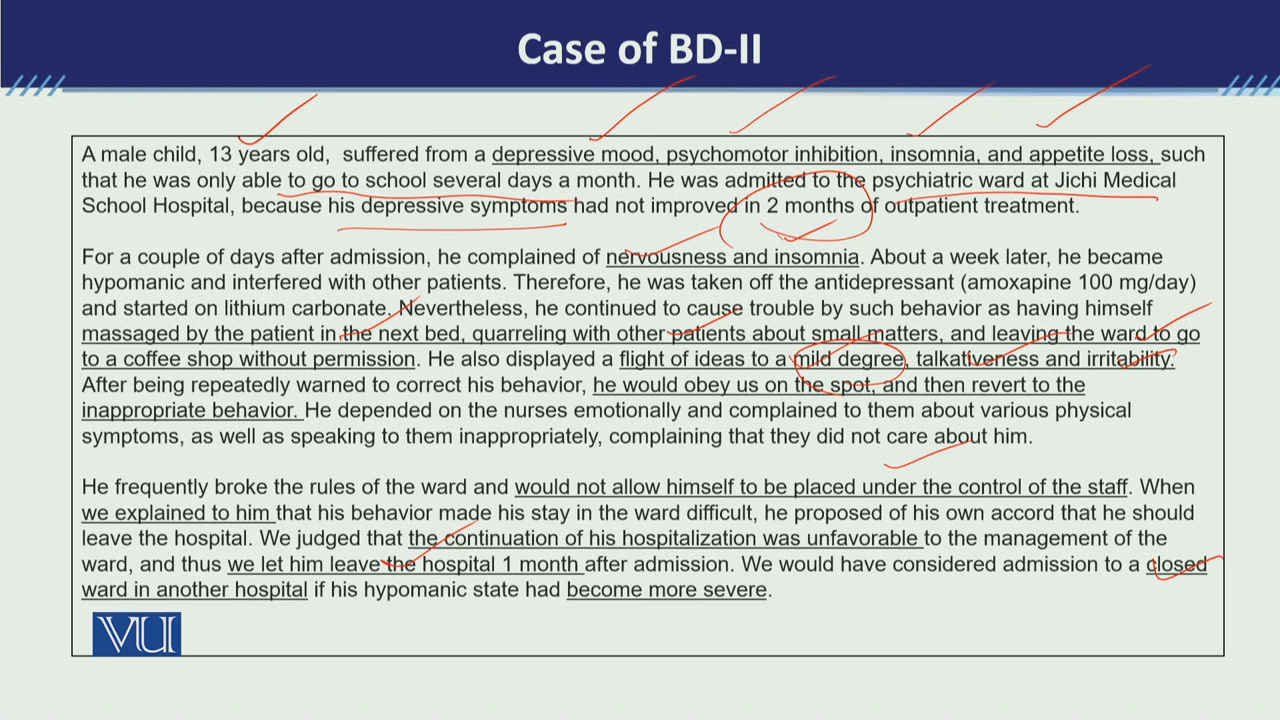 Case of BD-II
A male child, 13 years old, suffered from a depressive mood, psychomotor inhibition, insomnia, and appetite loss, such
that he was only able to go to school several days a month. He was admitted to the psychiatric ward at Jichi Medical
School Hospital, because his depressive symptoms had not improved in 2 months of outpatient treatment.
For a couple of days after admission, he complained of nervousness and insomnia. About a week later, he became
hypomanic and interfered with other patients. Therefore, he was taken off the antidepressant (amoxapine 100 mg/day)
and started on lithium carbonate. Nevertheless, he continued to cause trouble by such behavior as having himself
massaged by the patient in the next bed, quarreling with other patients about small matters, and leaving the ward to go
to a coffee shop without permission. He also displayed a flight of ideas to a mild degree, talkativeness and irritability.
After being repeatedly warned to correct his behavior, he would obey us on the spot, and then revert to the
inappropriate behavior. He depended on the nurses emotionally and complained to them about various physical
symptoms, as well as speaking to them inappropriately, complaining that they did not care about him.
He frequently broke the rules of the ward and would not allow himself to be placed under the control of the staff. When
we explained to him that his behavior made his stay in the ward difficult, he proposed of his own accord that he should
leave the hospital. We judged that the continuation of his hospitalization was unfavorable to the management of the
ward, and thus we let him leave the hospital 1 month after admission. We would have considered admission to a closed
ward in another hospital if his hypomanic state had become more severe.
VU